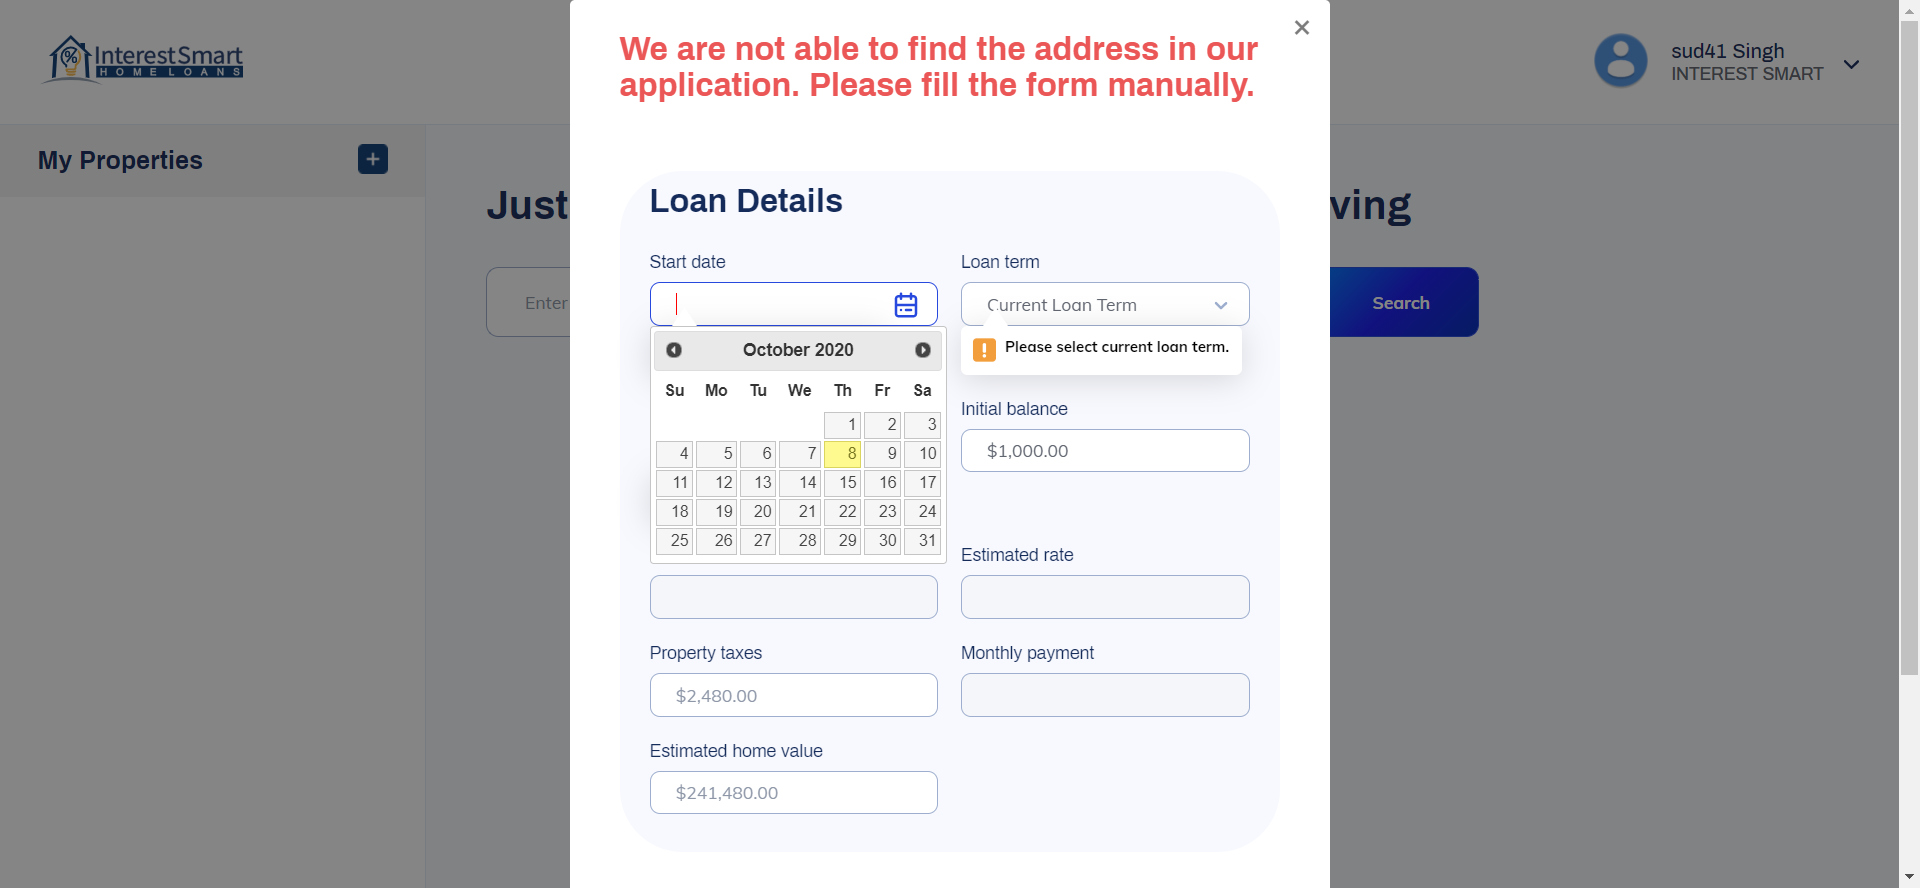 InterestSmart
HOME LOANS
%
We are not able to find the address in our
application. Please fill the form manually.
×
sud41 Singh
INTEREST SMART
My Properties
+
Just
ving
Enter
Search
Loan Details
Start date
Loan term
Current Loan Term
October 2020
! Please select current loan term.
Su Mo Tu We Th Fr Sa
1 2 3
4 5 6 7 8 9 10
11 12 13 14 15 16 17
18 19 20 21 22 23 24
25 26 27 28 29 30 31
Initial balance
$1,000.00
Estimated rate
Property taxes
Monthly payment
$2,480.00
Estimated home value
$241,480.00